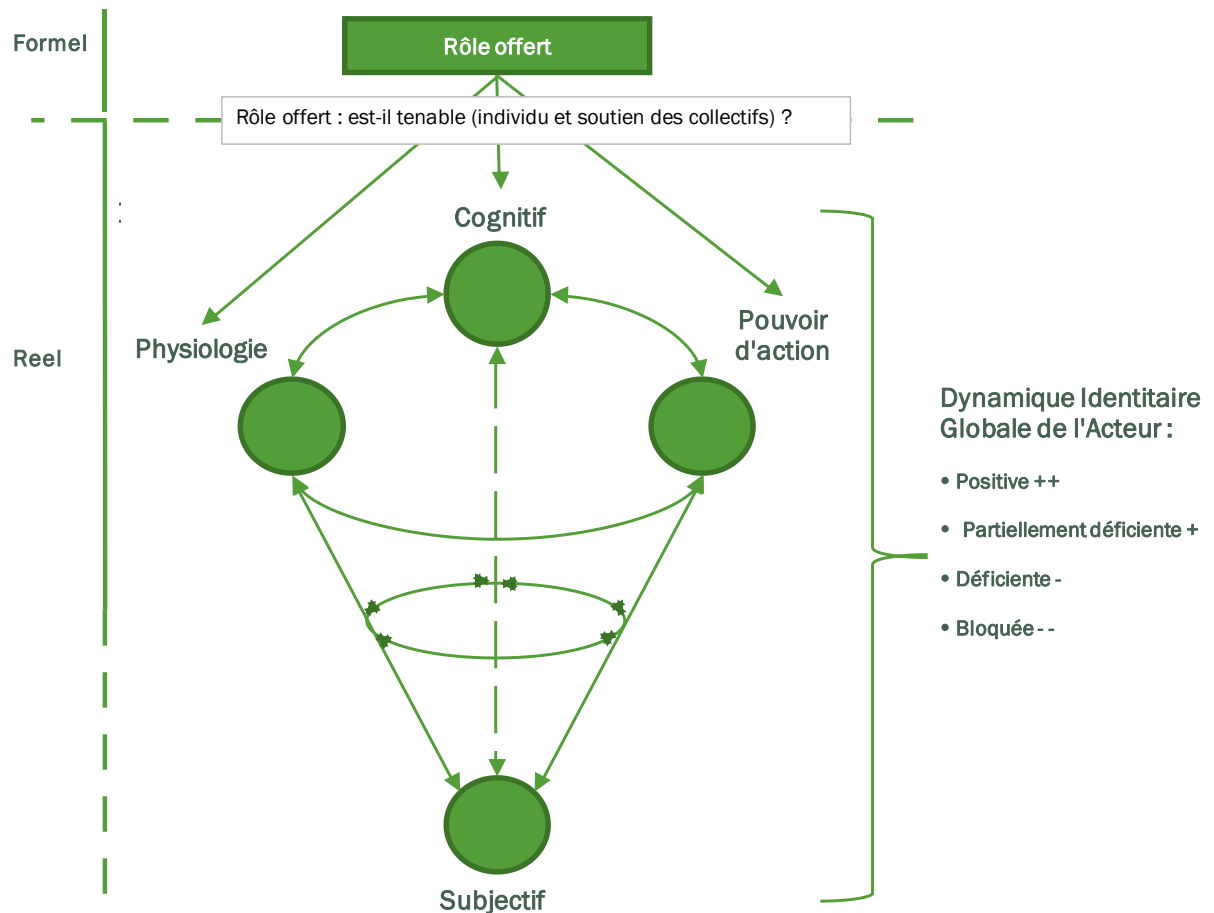 Formel
Rôle offert
Rôle offert : est-il tenable (individu et soutien des collectifs) ?
:
Cognitif
Physiologie
Pouvoir
d'action
Reel
Dynamique Identitaire
Globale de l'Acteur :
• Positive ++
• Partiellement déficiente +
• Déficiente -
• Bloquée - -
Subjectif